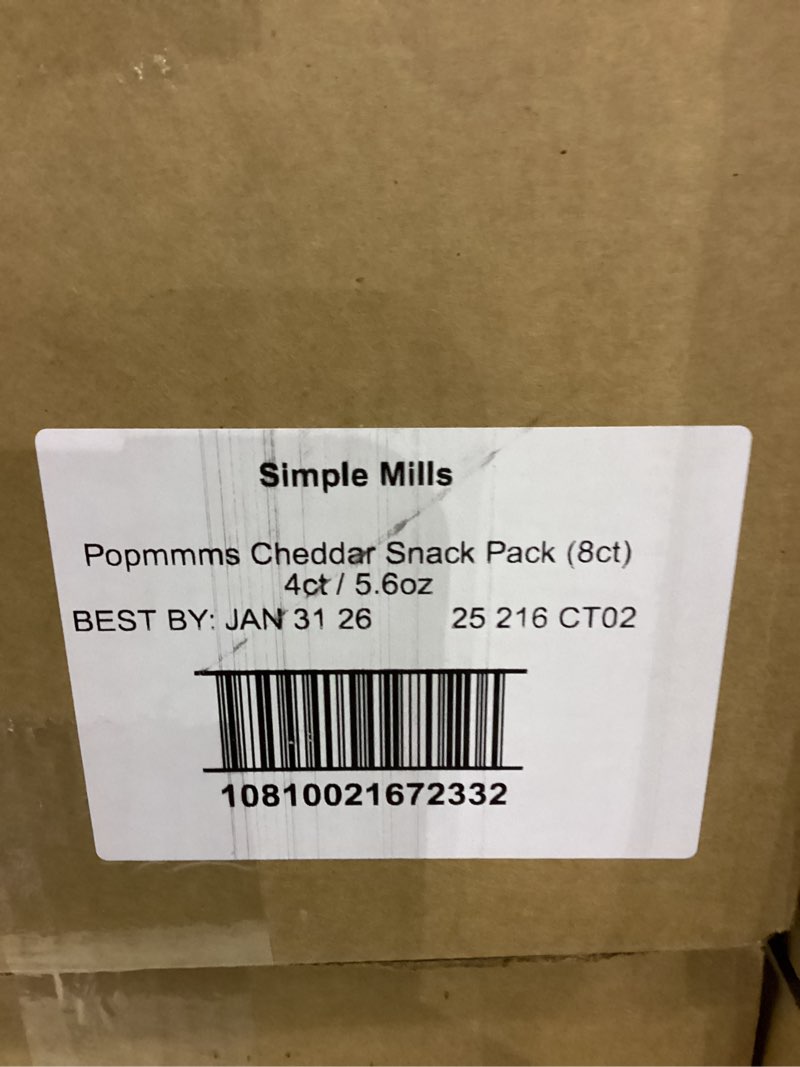 Simple Mills
Popmmms Cheddar Snack Pack (8ct)
4ct / 5.6oz
BEST BY: JAN 31 26 25 216 CT02
10810021672332